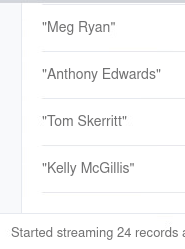 "Meg Ryan"
"Anthony Edwards"
"Tom Skerritt"
"Kelly McGillis"
Started streaming 24 records